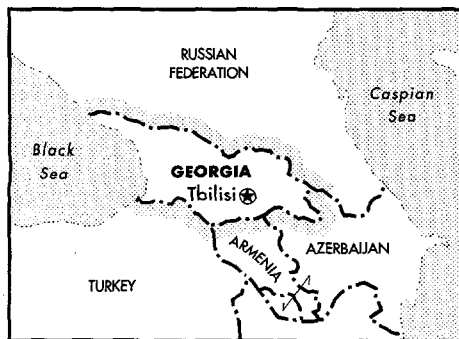 RUSSIAN
FEDERATION
Caspian
Sea
Black
Sea
GEORGIA
Tbilisi
ARMENIA
AZERBAIJAN
TURKEY